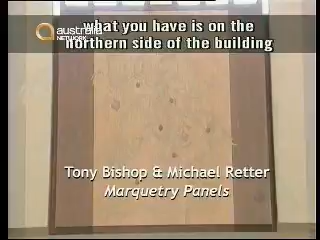 australia
NETWORK
what you have is on the
northern side of the building
Tony Bishop & Michael Retter
Marquetry Panels